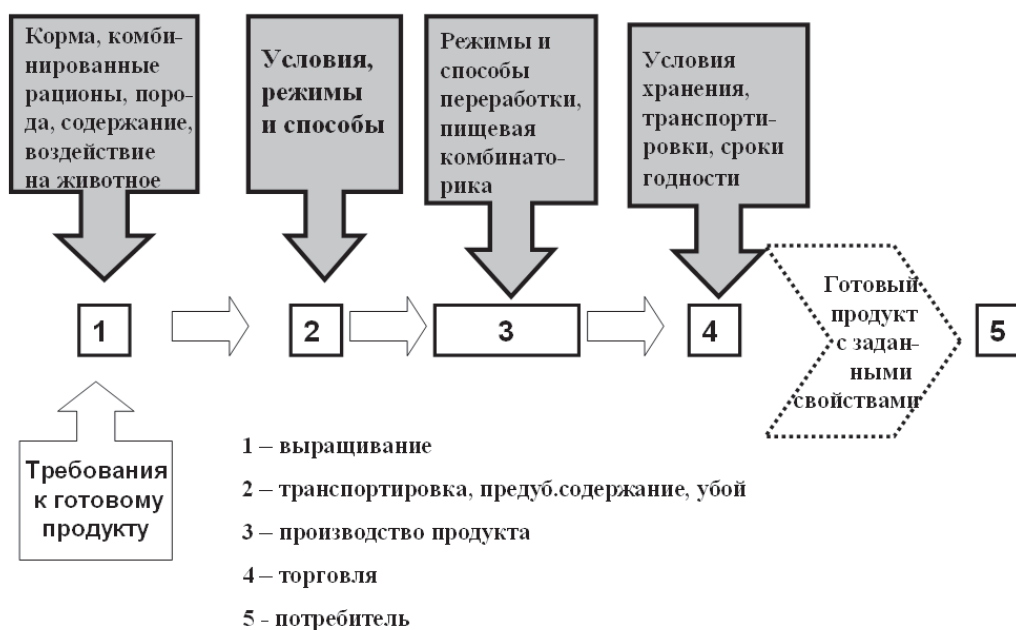 Корма, комби-
нированные
рационы, поро-
да, содержание,
воздействие
на животное
Условия,
режимы
и способы
Режимы и
способы
переработки,
пищевая
комбинато-
рика
Условия
хранения,
транспорти-
ровки, сроки
годности
1
2
3
4
Готовый
продукт
с задан-
ными
свойствами
5
Требования
к готовому
продукту
1 – выращивание
2 – транспортировка, предуб.содержание, убой
3 – производство продукта
4 – торговля
5 - потребитель